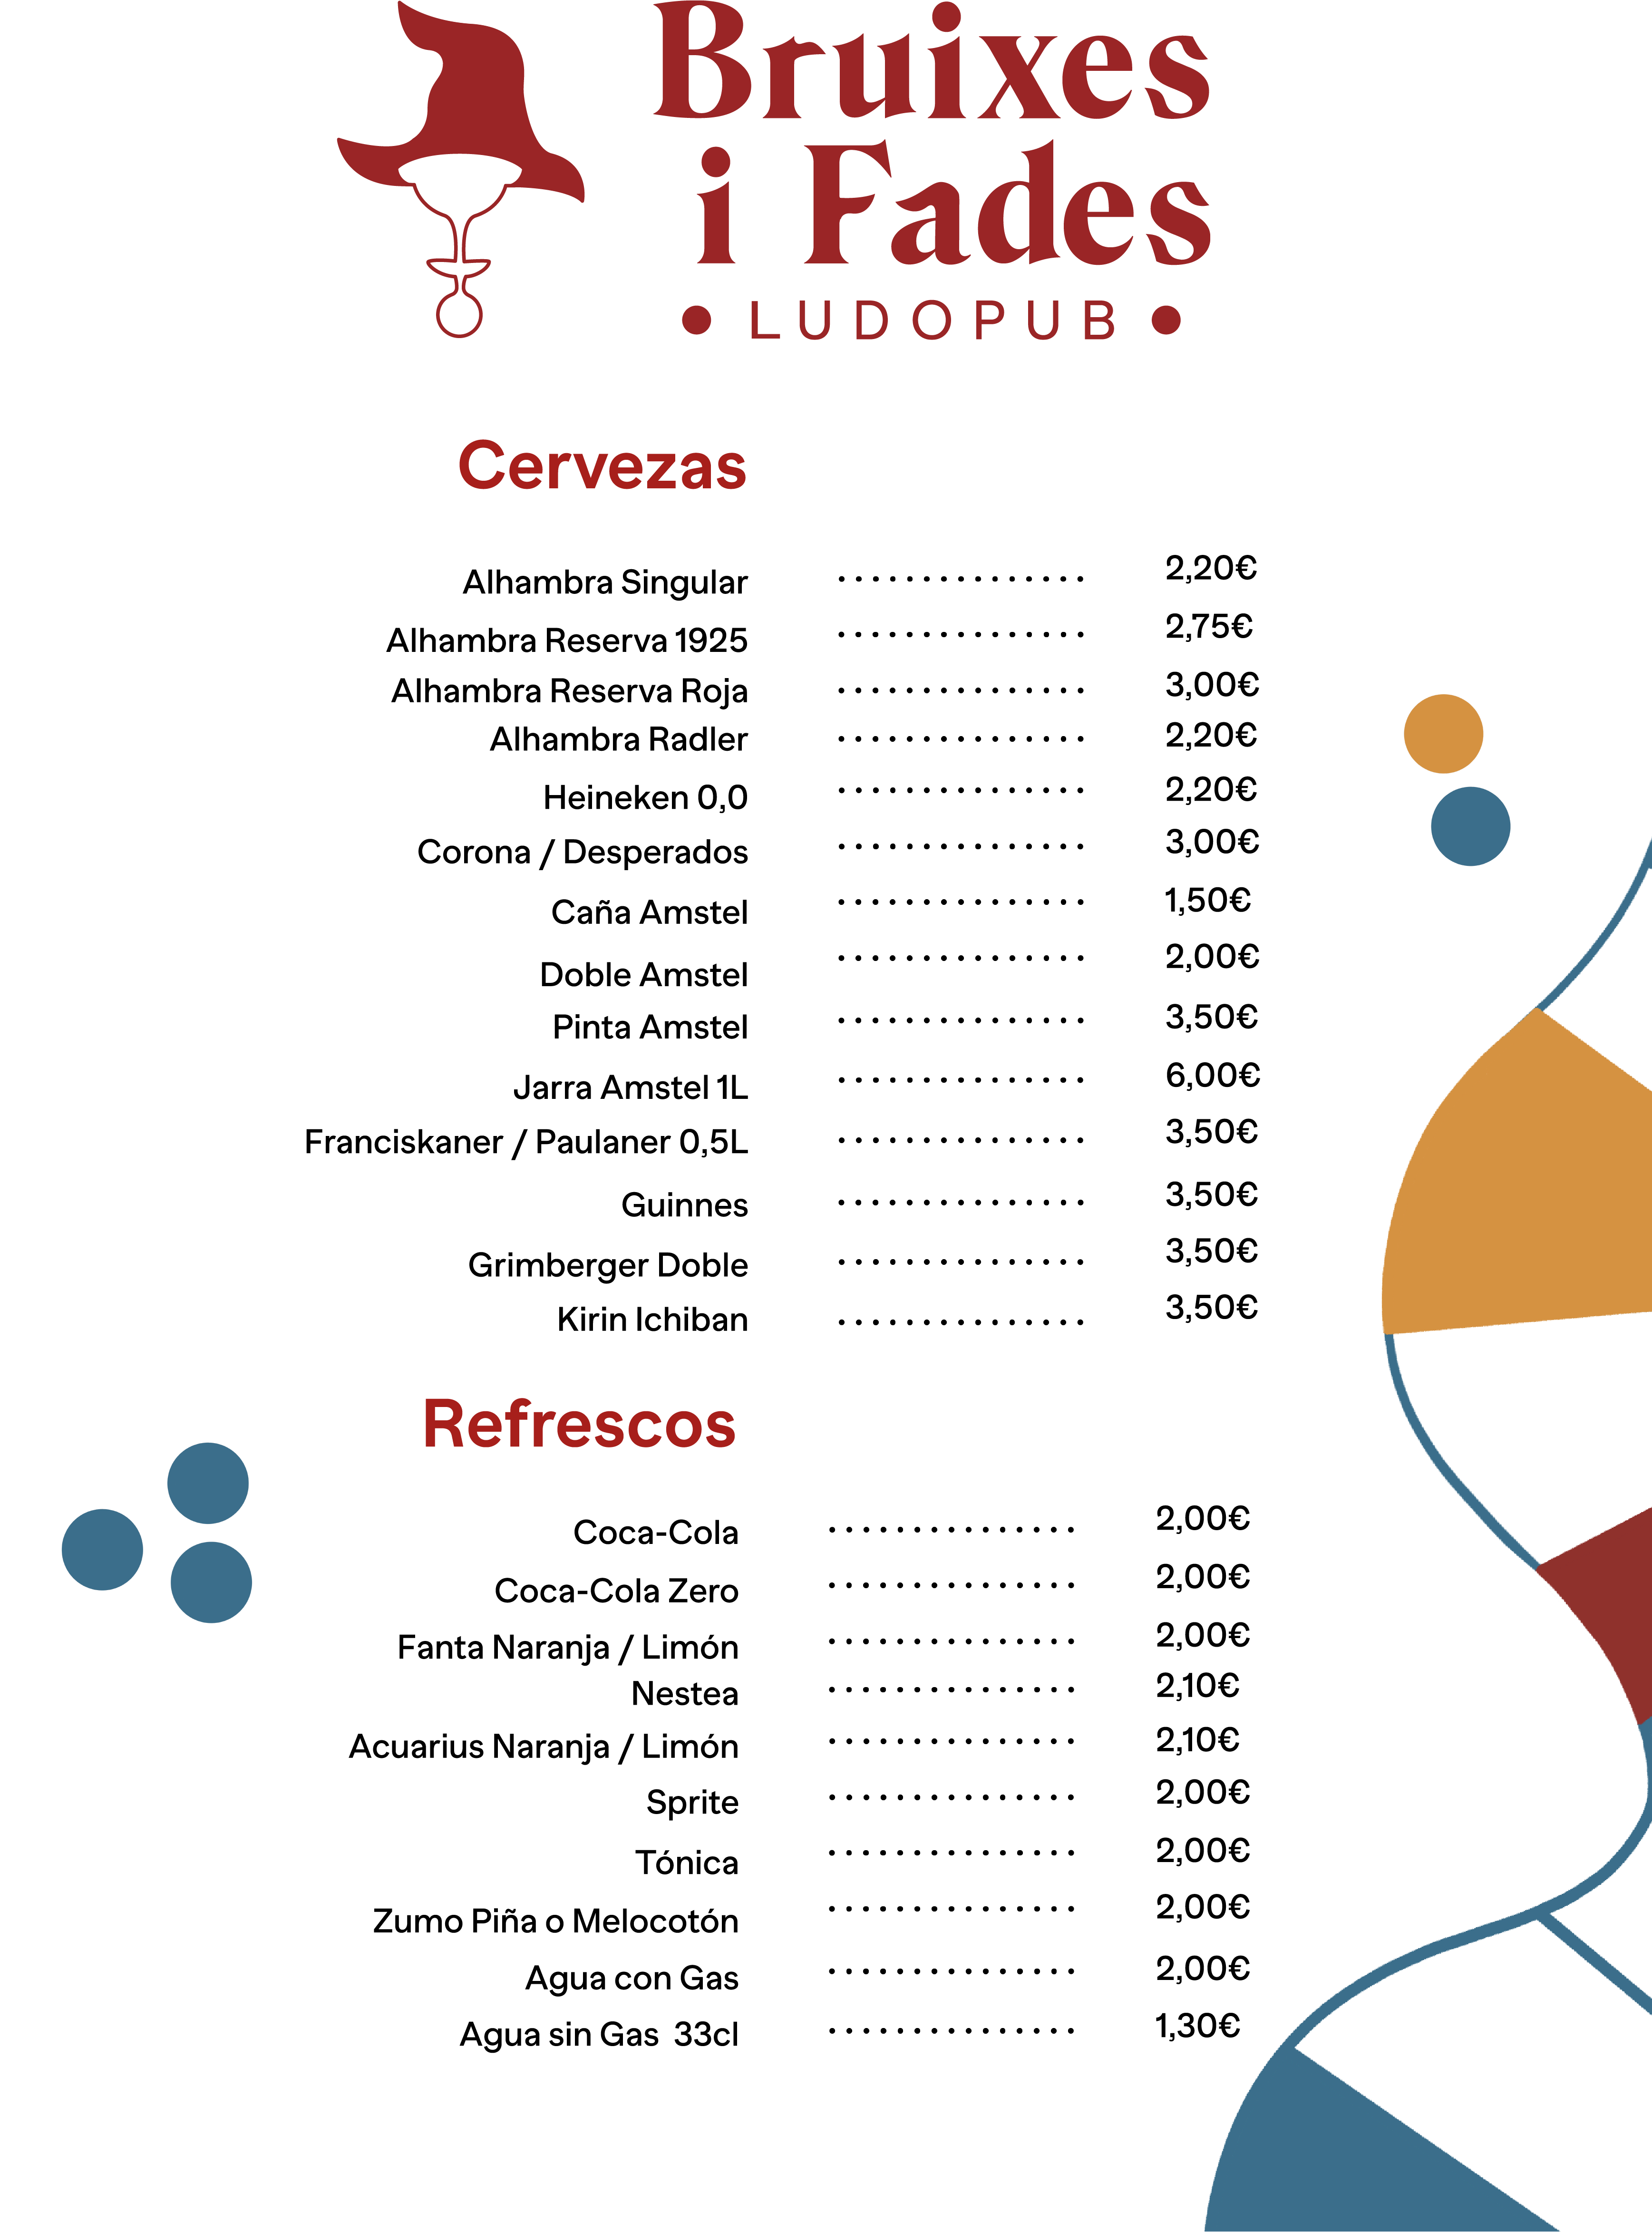 Bruixes
i Fades
• LUDOPUB •
Cervezas
Alhambra Singular ............... 2,20€
Alhambra Reserva 1925 ............... 2,75€
Alhambra Reserva Roja ............... 3,00€
Alhambra Radler ............... 2,20€
Heineken 0,0 ............... 2,20€
Corona / Desperados ............... 3,00€
Caña Amstel ............... 1,50€
Doble Amstel ............... 2,00€
Pinta Amstel ............... 3,50€
Jarra Amstel 1L ............... 6,00€
Franciskaner / Paulaner 0,5L ............... 3,50€
Guinnes ............... 3,50€
Grimberger Doble ............... 3,50€
Kirin Ichiban ............... 3,50€
Refrescos
Coca-Cola ............... 2,00€
Coca-Cola Zero ............... 2,00€
Fanta Naranja / Limón ............... 2,00€
Nestea ............... 2,10€
Acuarius Naranja / Limón ............... 2,10€
Sprite ............... 2,00€
Tónica ............... 2,00€
Zumo Piña o Melocotón ............... 2,00€
Agua con Gas ............... 2,00€
Agua sin Gas 33cl ............... 1,30€